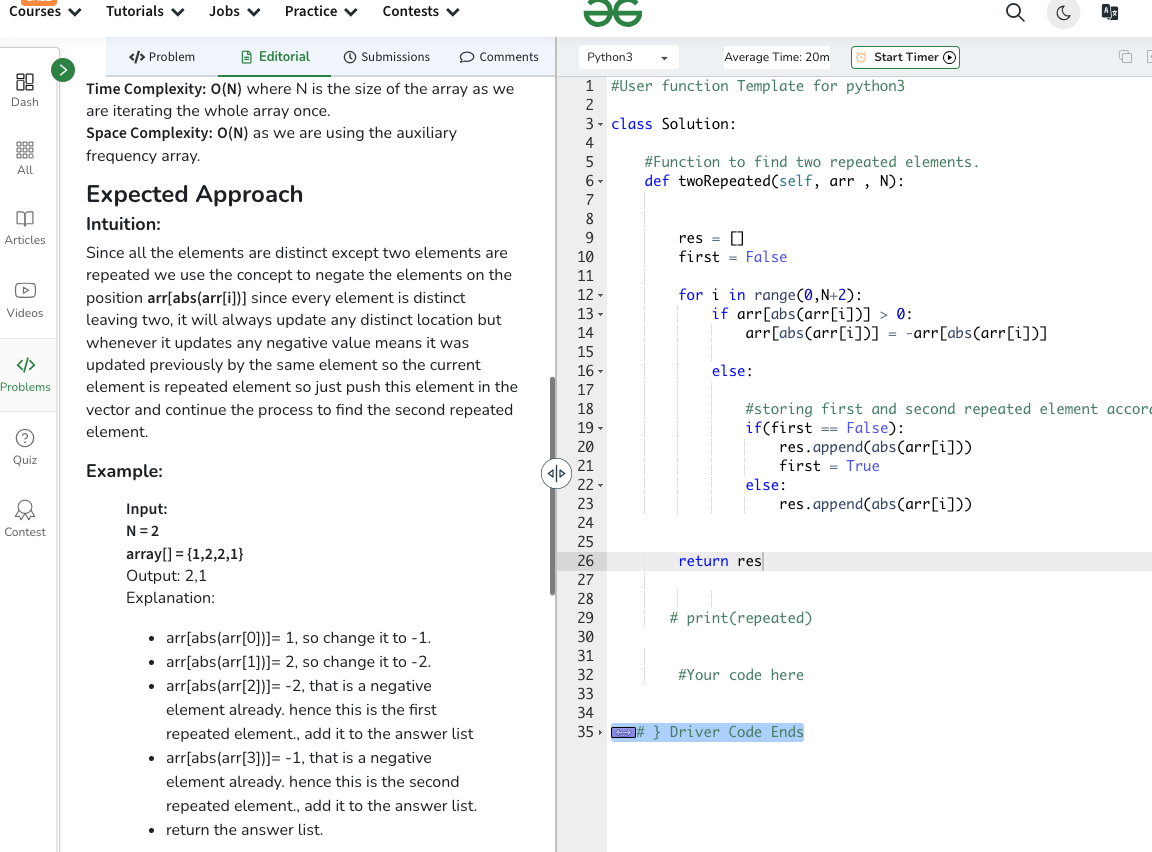 Courses
Tutorials
Jobs
Practice
Contests
Problem
Editorial
Submissions
Comments
Python3
Average Time: 20m
Start Timer
Dash
All
Articles
Videos
Problems
Quiz
Contest
Time Complexity: O(N) where N is the size of the array as we
are iterating the whole array once.
Space Complexity: O(N) as we are using the auxiliary
frequency array.
Expected Approach
Intuition:
Since all the elements are distinct except two elements are
repeated we use the concept to negate the elements on the
position arr[abs(arr[i])] since every element is distinct
leaving two, it will always update any distinct location but
whenever it updates any negative value means it was
updated previously by the same element so the current
element is repeated element so just push this element in the
vector and continue the process to find the second repeated
element.
Example:
Input:
N = 2
array[] = {1,2,2,1}
Output: 2,1
Explanation:
• arr[abs(arr[0])]= 1, so change it to -1.
• arr[abs(arr[1])]= 2, so change it to -2.
• arr[abs(arr[2])]= -2, that is a negative
element already. hence this is the first
repeated element., add it to the answer list
• arr[abs(arr[3])]= -1, that is a negative
element already. hence this is the second
repeated element., add it to the answer list.
• return the answer list.
1 #User function Template for python3
2
3 class Solution:
4
5 #Function to find two repeated elements.
6 def twoRepeated(self, arr , N):
7
8
9 res = []
10 first = False
11
12 for i in range(0,N+2):
13 if arr[abs(arr[i])] > 0:
14 arr[abs(arr[i])] = -arr[abs(arr[i])]
15
16 else:
17
18 #storing first and second repeated element
19 if(first == False):
20 res.append(abs(arr[i]))
21 first = True
22 else:
23 res.append(abs(arr[i]))
24
25
26 return res
27
28
29 # print(repeated)
30
31
32 #Your code here
33
34
35 # } Driver Code Ends